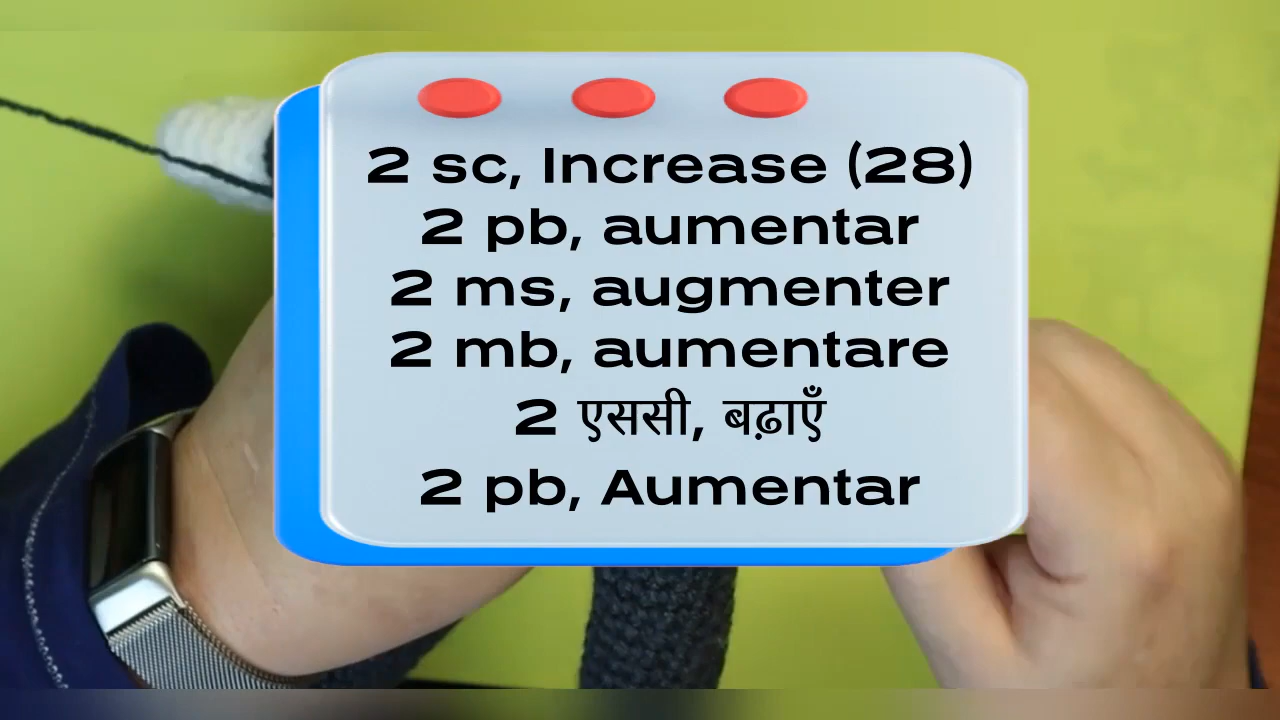 2 sc, Increase (28)
2 pb, aumentar
2 ms, augmenter
2 mb, aumentare
2 एससी, बढ़ाएँ
2 pb, Aumentar